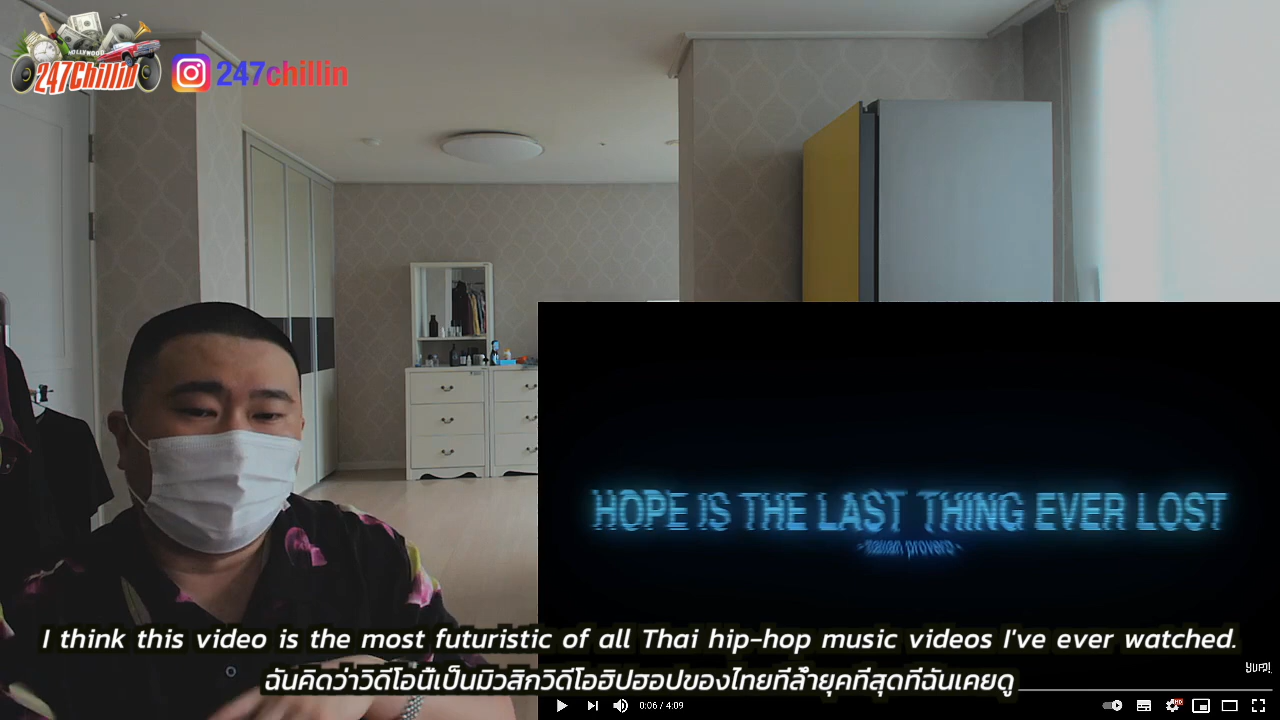 HOLLYWOOD
247Chillin
247chillin
HOPE IS THE LAST THING EVER LOST
-italian proverb-
I think this video is the most futuristic of all Thai hip-hop music videos I've ever watched.
ฉันคิดว่าวิดีโอนี้เป็นมิวสิกวิดีโอฮิปฮอปของไทยที่ล้ำยุคที่สุดที่ฉันเคยดู
YUPP!
0:06 / 4:09
HD